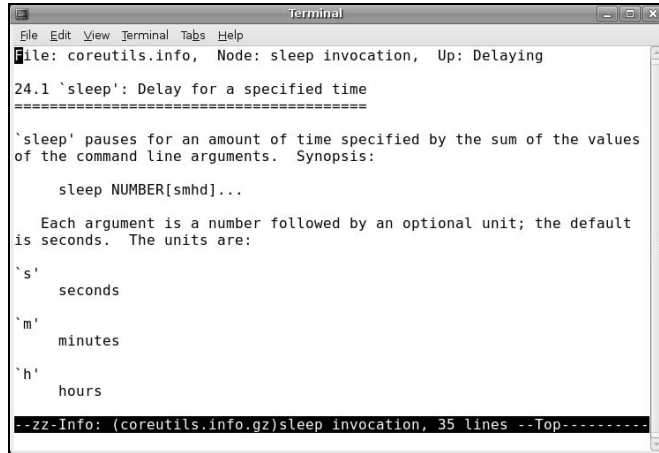 Terminal
File Edit View Terminal Tabs Help
File: coreutils.info,  Node: sleep invocation,  Up: Delaying
24.1 `sleep': Delay for a specified time
========================================
`sleep' pauses for an amount of time specified by the sum of the values
of the command line arguments.  Synopsis:
     sleep NUMBER[smhd]...
   Each argument is a number followed by an optional unit; the default
is seconds.  The units are:
`s'
     seconds
`m'
     minutes
`h'
     hours
--zz-Info: (coreutils.info.gz)sleep invocation, 35 lines --Top----------